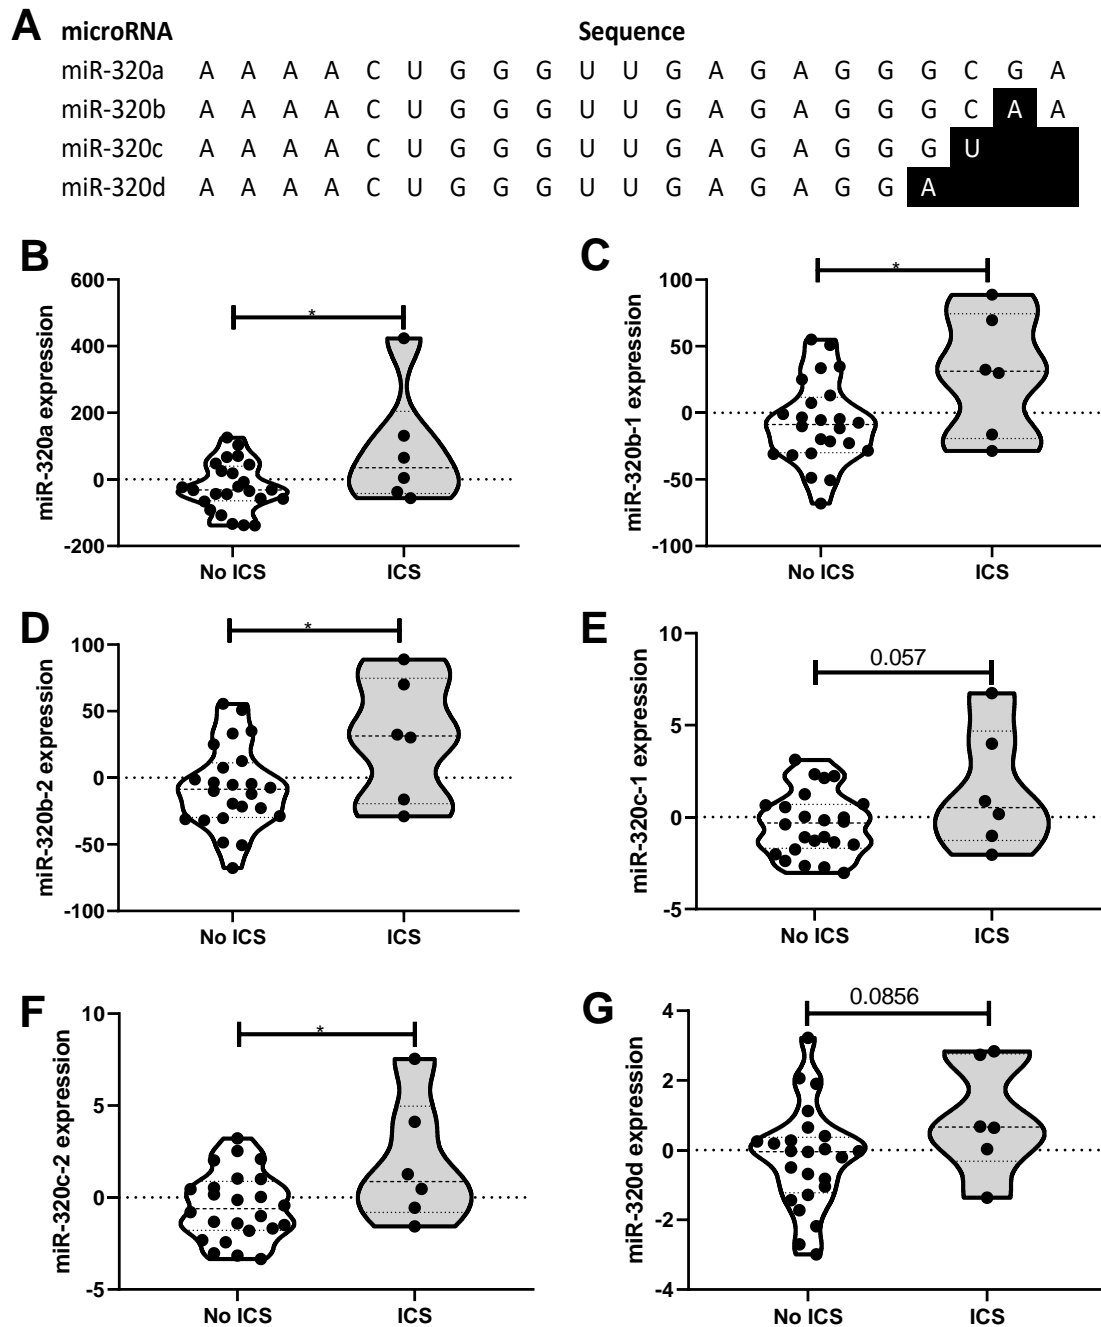 A microRNA Sequence
miR-320a A A A A C U G G G U U G A G A G G G C G A
miR-320b A A A A C U G G G U U G A G A G G G C A A
miR-320c A A A A C U G G G U U G A G A G G G U
miR-320d A A A A C U G G G U U G A G A G G A
B
miR-320a expression
600
400
200
0
-200
*
No ICS ICS
C
miR-320b-1 expression
100
50
0
-50
-100
*
No ICS ICS
D
miR-320b-2 expression
100
50
0
-50
-100
*
No ICS ICS
E
miR-320c-1 expression
10
5
0
-5
0.057
No ICS ICS
F
miR-320c-2 expression
10
5
0
-5
*
No ICS ICS
G
miR-320d expression
4
2
0
-2
-4
0.0856
No ICS ICS